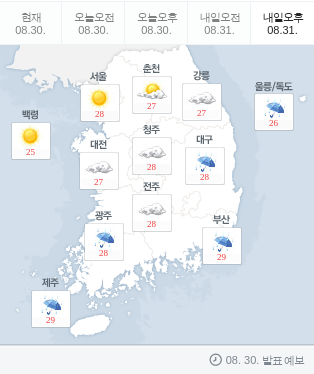 현재 오늘오전 오늘오후 내일오전 내일오후
08.30. 08.30. 08.30. 08.31. 08.31.
서울 춘천 강릉 울릉/독도
28 27 27 26
백령 대전 청주 대구
25 27 28 28
광주 전주 부산
28 28 29
제주
29
08. 30. 발표 예보